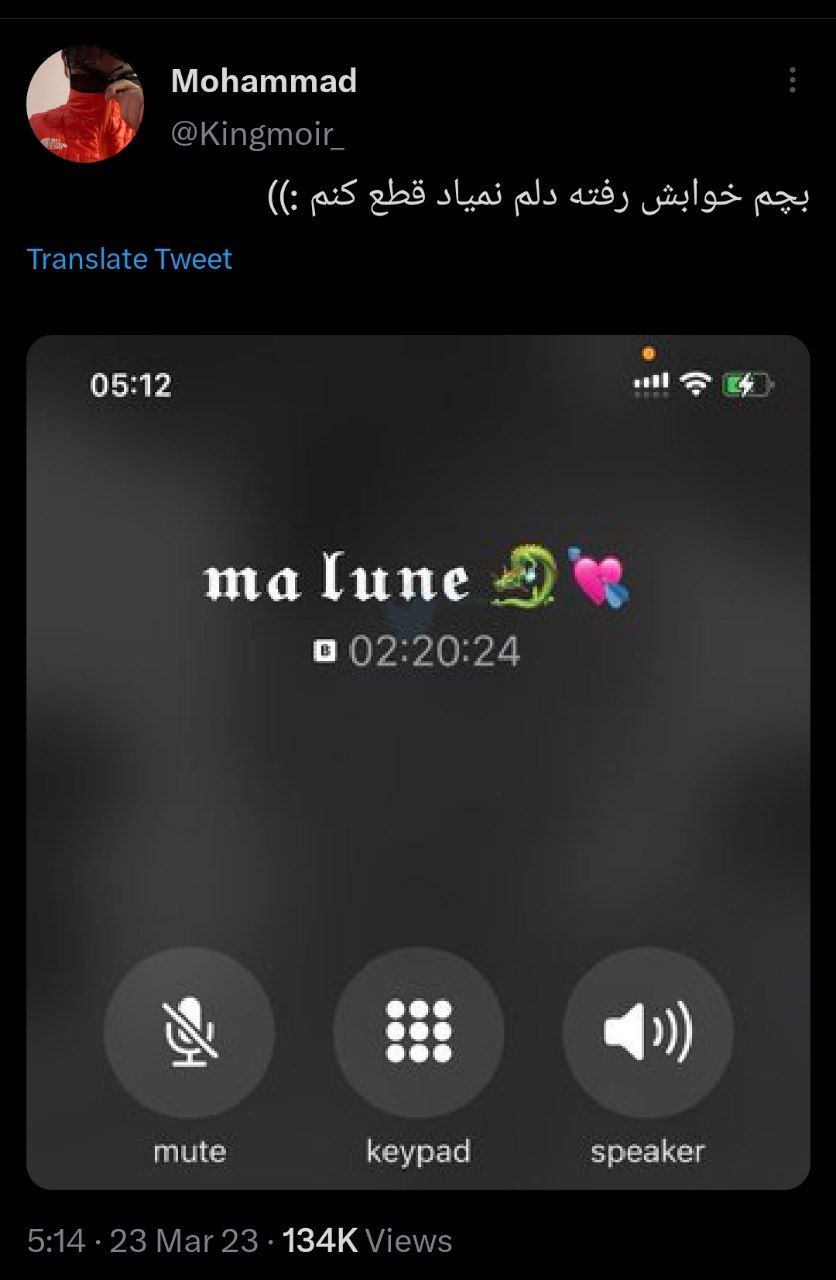 Mohammad
@Kingmoir_
بچم خوابش رفته دلم نمیاد قطع کنم :))
Translate Tweet
05:12
𝖒𝖆 𝖑𝖚𝖓𝖊 🐉💘
B 02:20:24
mute keypad speaker
5:14 · 23 Mar 23 · 134K Views